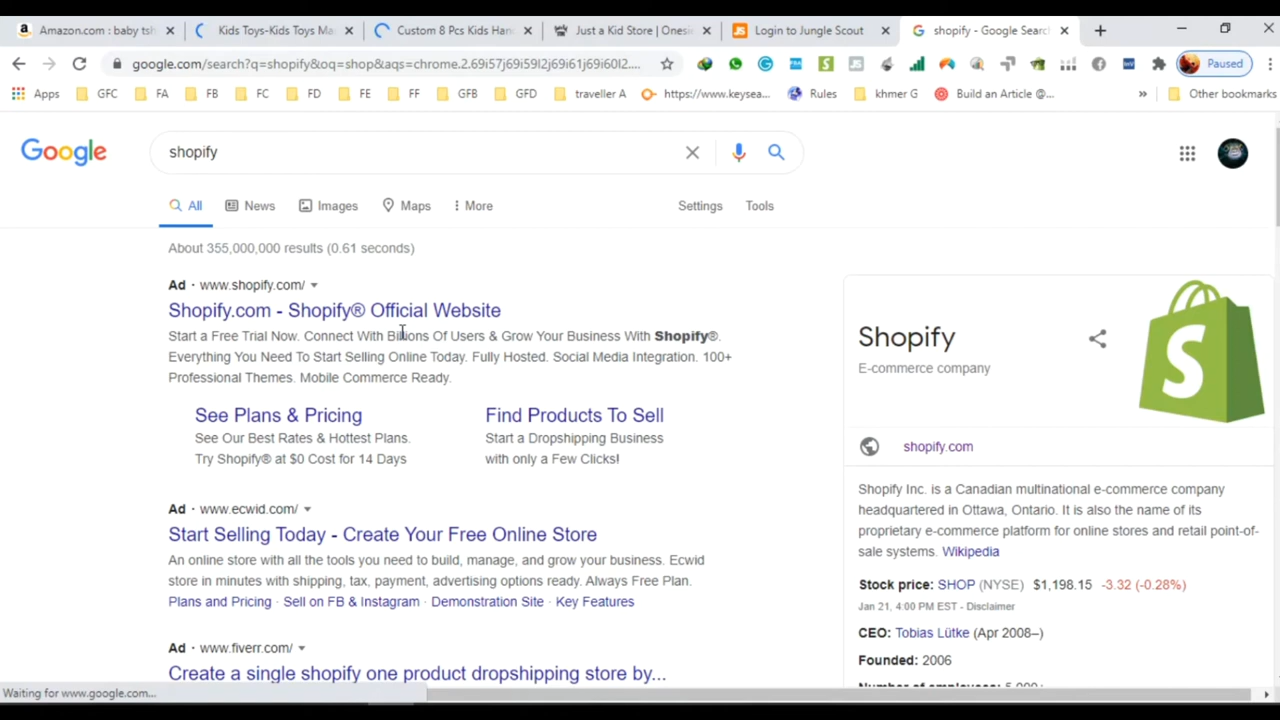 Amazon.com : baby tsh
Kids Toys-Kids Toys Ma
Custom 8 Pcs Kids Han
Just a Kid Store | Onesi
Login to Jungle Scout
shopify - Google Searc
google.com/search?q=shopify&oq=shop&aqs=chrome.2.69i57j69i59l2j69i61j69i60l2....
Paused
Apps
GFC
FA
FB
FC
FD
FE
FF
GFB
GFD
traveller A
https://www.keysea...
Rules
khmer G
Build an Article @...
»
Other bookmarks
Google
shopify
All
News
Images
Maps
More
Settings
Tools
About 355,000,000 results (0.61 seconds)
Ad · www.shopify.com/
Shopify.com - Shopify® Official Website
Start a Free Trial Now. Connect With Billions Of Users & Grow Your Business With Shopify®.
Everything You Need To Start Selling Online Today. Fully Hosted. Social Media Integration. 100+
Professional Themes. Mobile Commerce Ready.
See Plans & Pricing
See Our Best Rates & Hottest Plans.
Try Shopify® at $0 Cost for 14 Days
Find Products To Sell
Start a Dropshipping Business
with only a Few Clicks!
Ad · www.ecwid.com/
Start Selling Today - Create Your Free Online Store
An online store with all the tools you need to build, manage, and grow your business. Ecwid
store in minutes with shipping, tax, payment, advertising options ready. Always Free Plan.
Plans and Pricing · Sell on FB & Instagram · Demonstration Site · Key Features
Ad · www.fiverr.com/
Create a single shopify one product dropshipping store by...
Shopify
E-commerce company
S
shopify.com
Shopify Inc. is a Canadian multinational e-commerce company
headquartered in Ottawa, Ontario. It is also the name of its
proprietary e-commerce platform for online stores and retail point-of-
sale systems. Wikipedia
Stock price: SHOP (NYSE) $1,198.15 -3.32 (-0.28%)
Jan 21, 4:00 PM EST - Disclaimer
CEO: Tobias Lütke (Apr 2008–)
Founded: 2006
Number of employees: 5,000+
Waiting for www.google.com...